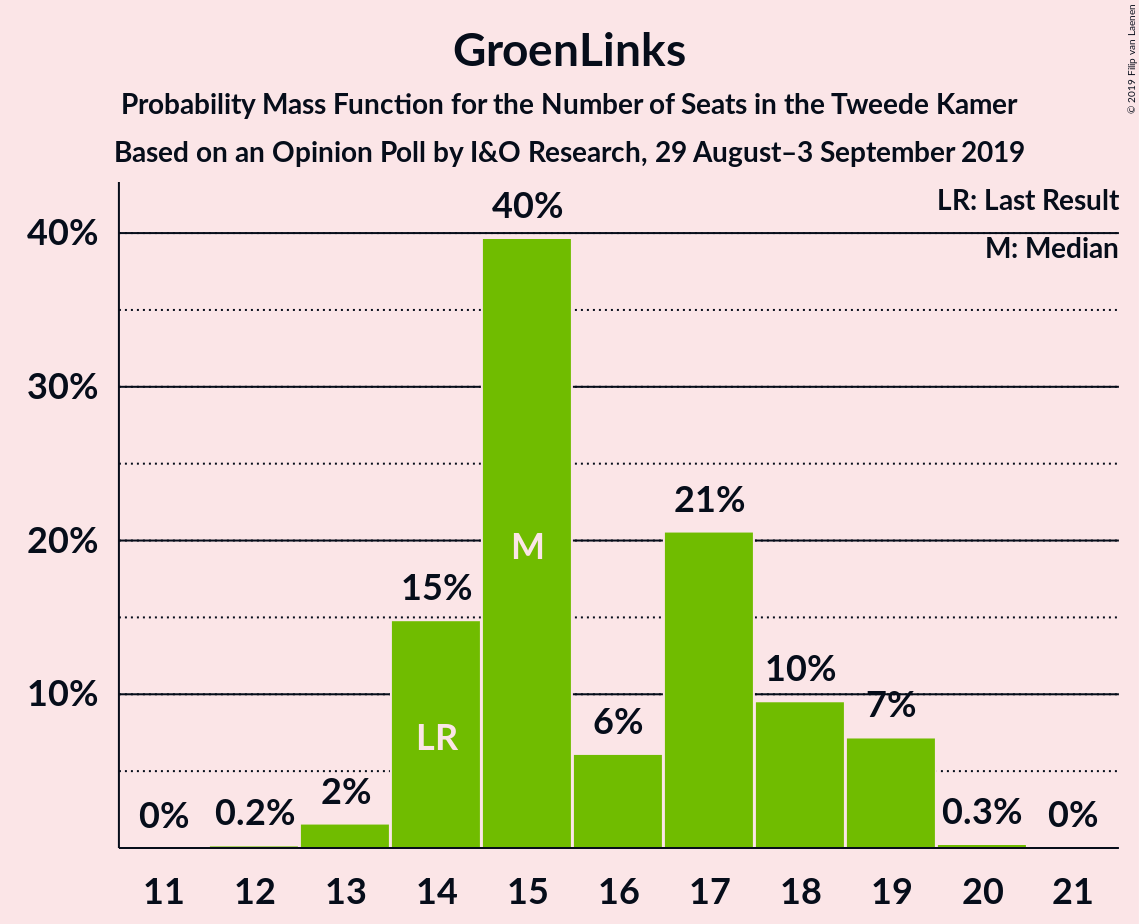 GroenLinks
Probability Mass Function for the Number of Seats in the Tweede Kamer
Based on an Opinion Poll by I&O Research, 29 August–3 September 2019
© 2019 Filip van Laenen
LR: Last Result
M: Median
40%
30%
20%
10%
0%
0.2%
2%
15%
40%
6%
21%
10%
7%
0.3%
0%
LR
M
11 12 13 14 15 16 17 18 19 20 21